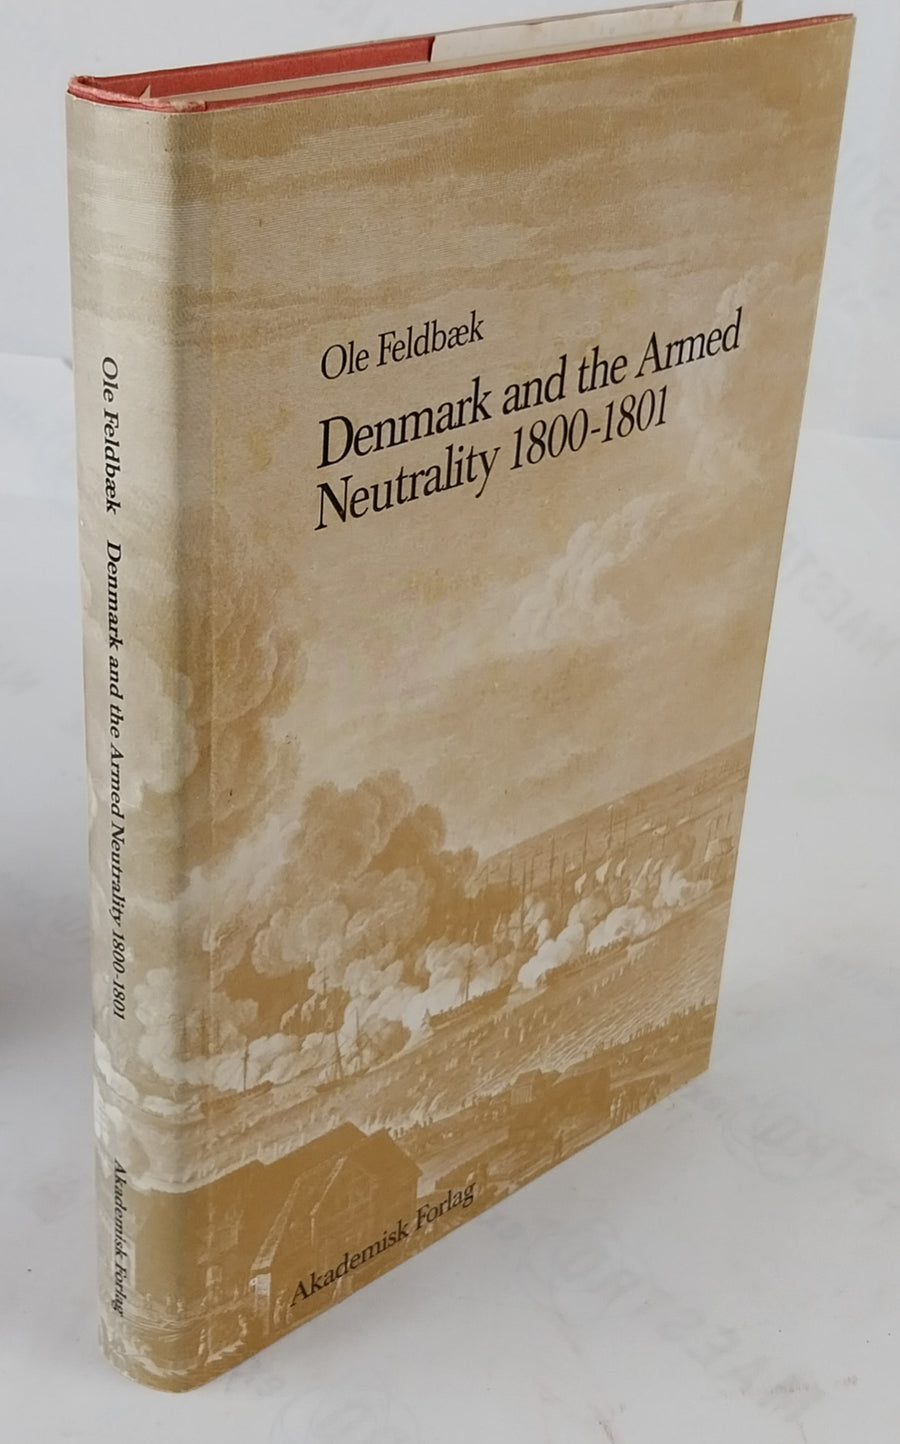 Ole Feldbæk
Denmark and the Armed
Neutrality 1800-1801
Akademisk Forlag
Ole Feldbæk Denmark and the Armed Neutrality 1800-1801 Akademisk Forlag
MAESTRO